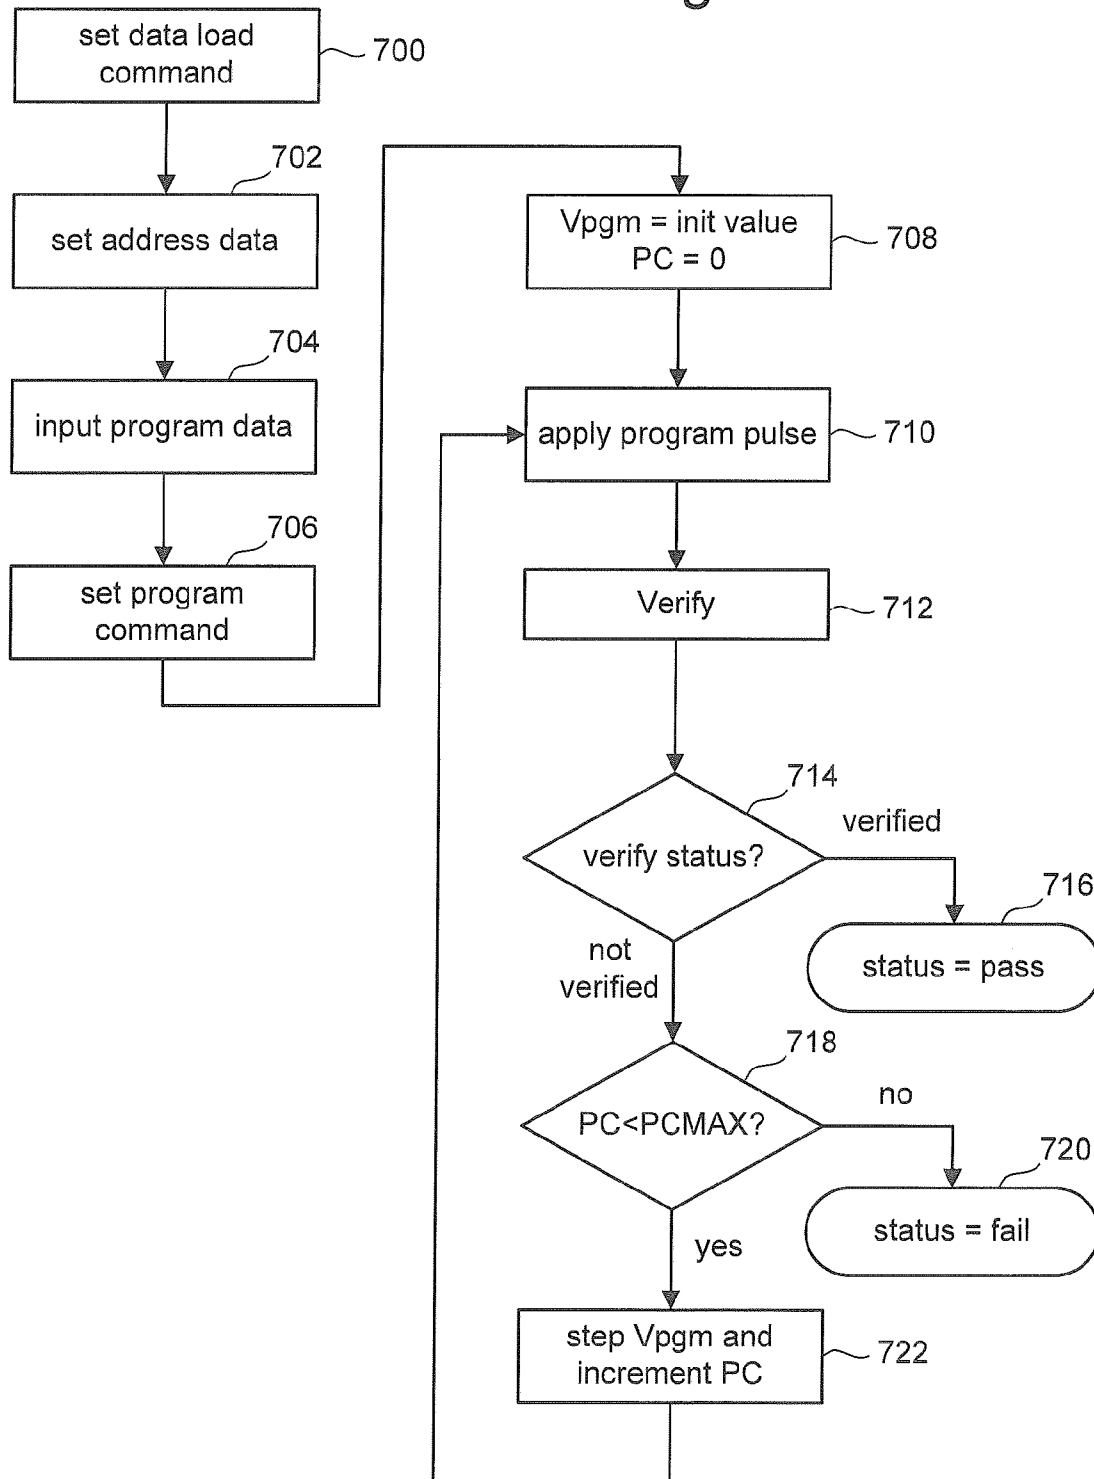 set data load
command
700
702
set address data
704
input program data
706
set program
command
Vpgm = init value
PC = 0
708
apply program pulse
710
Verify
712
714
verify status?
verified
716
status = pass
not
verified
718
PC<PCMAX?
no
720
status = fail
yes
step Vpgm and
increment PC
722